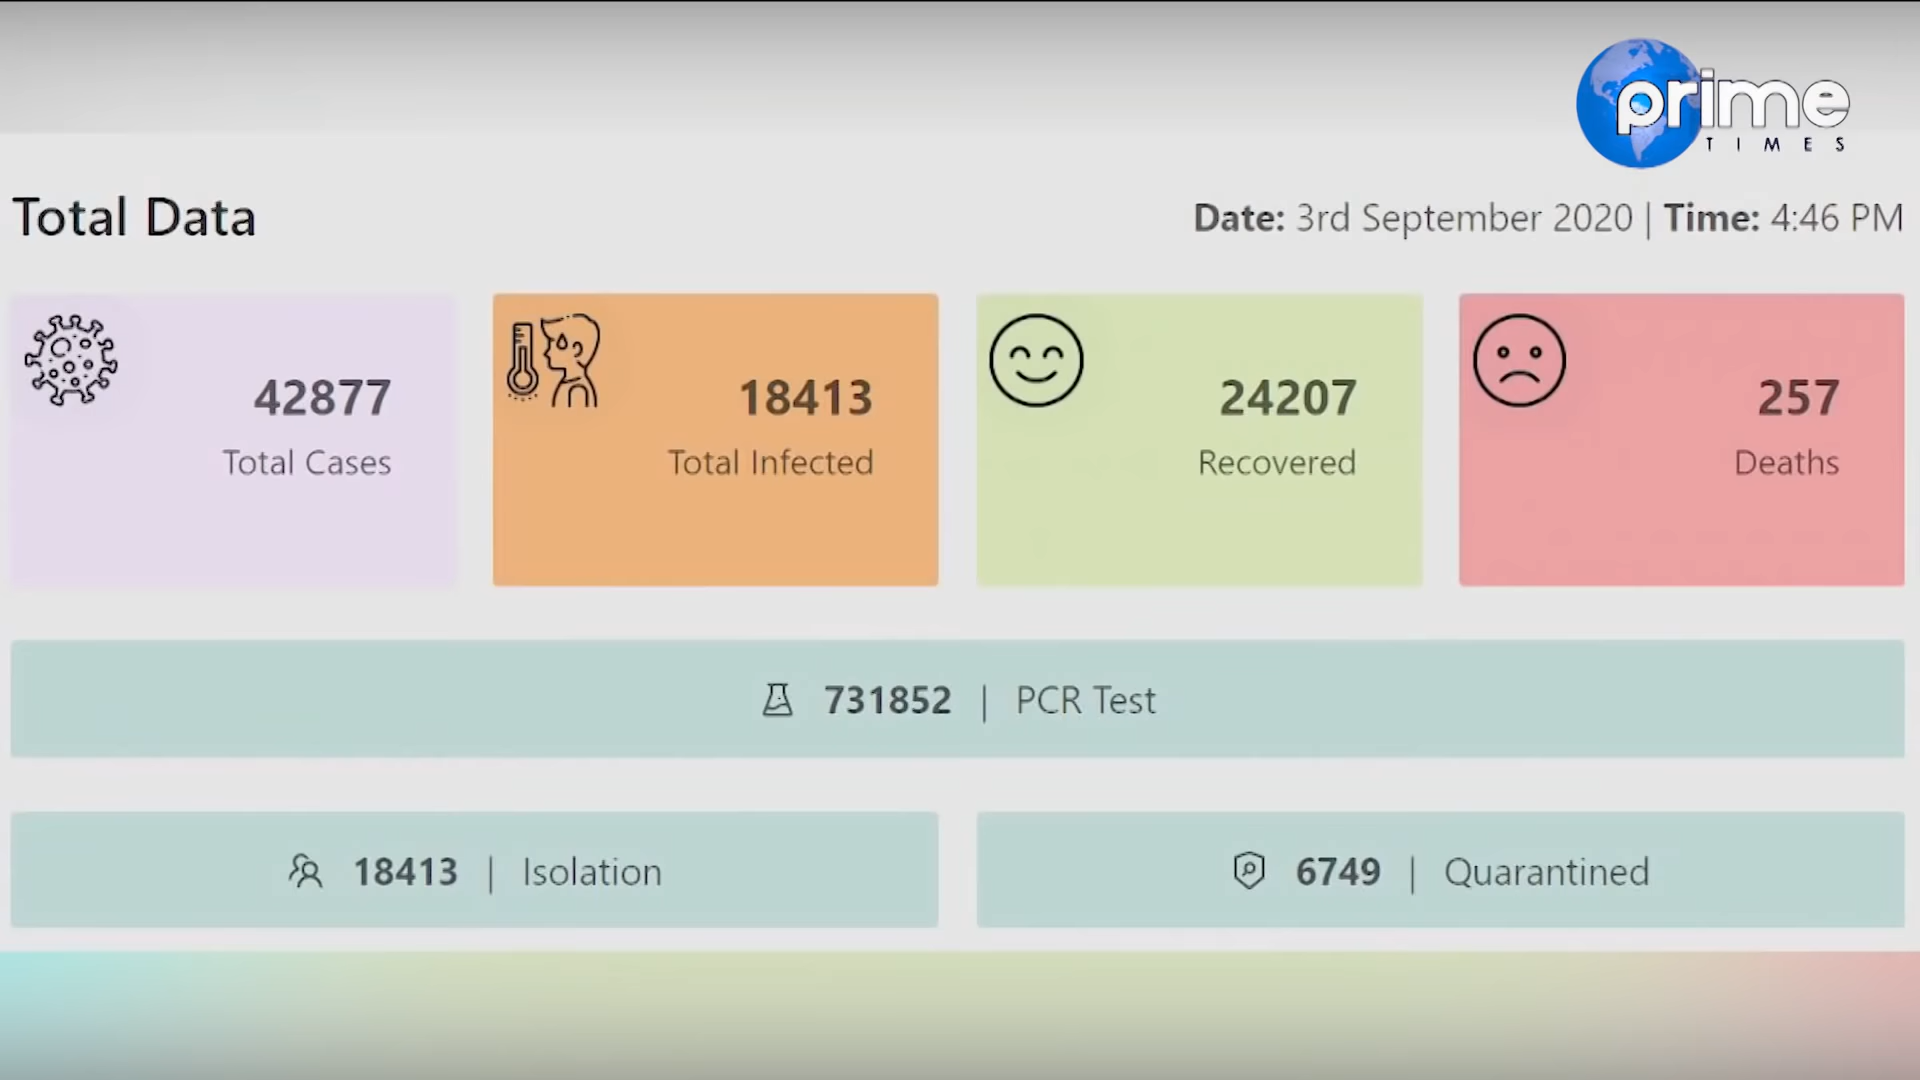 prime
TIMES
Total Data
Date: 3rd September 2020 | Time: 4:46 PM
42877
Total Cases
18413
Total Infected
24207
Recovered
257
Deaths
731852 | PCR Test
18413 | Isolation
6749 | Quarantined